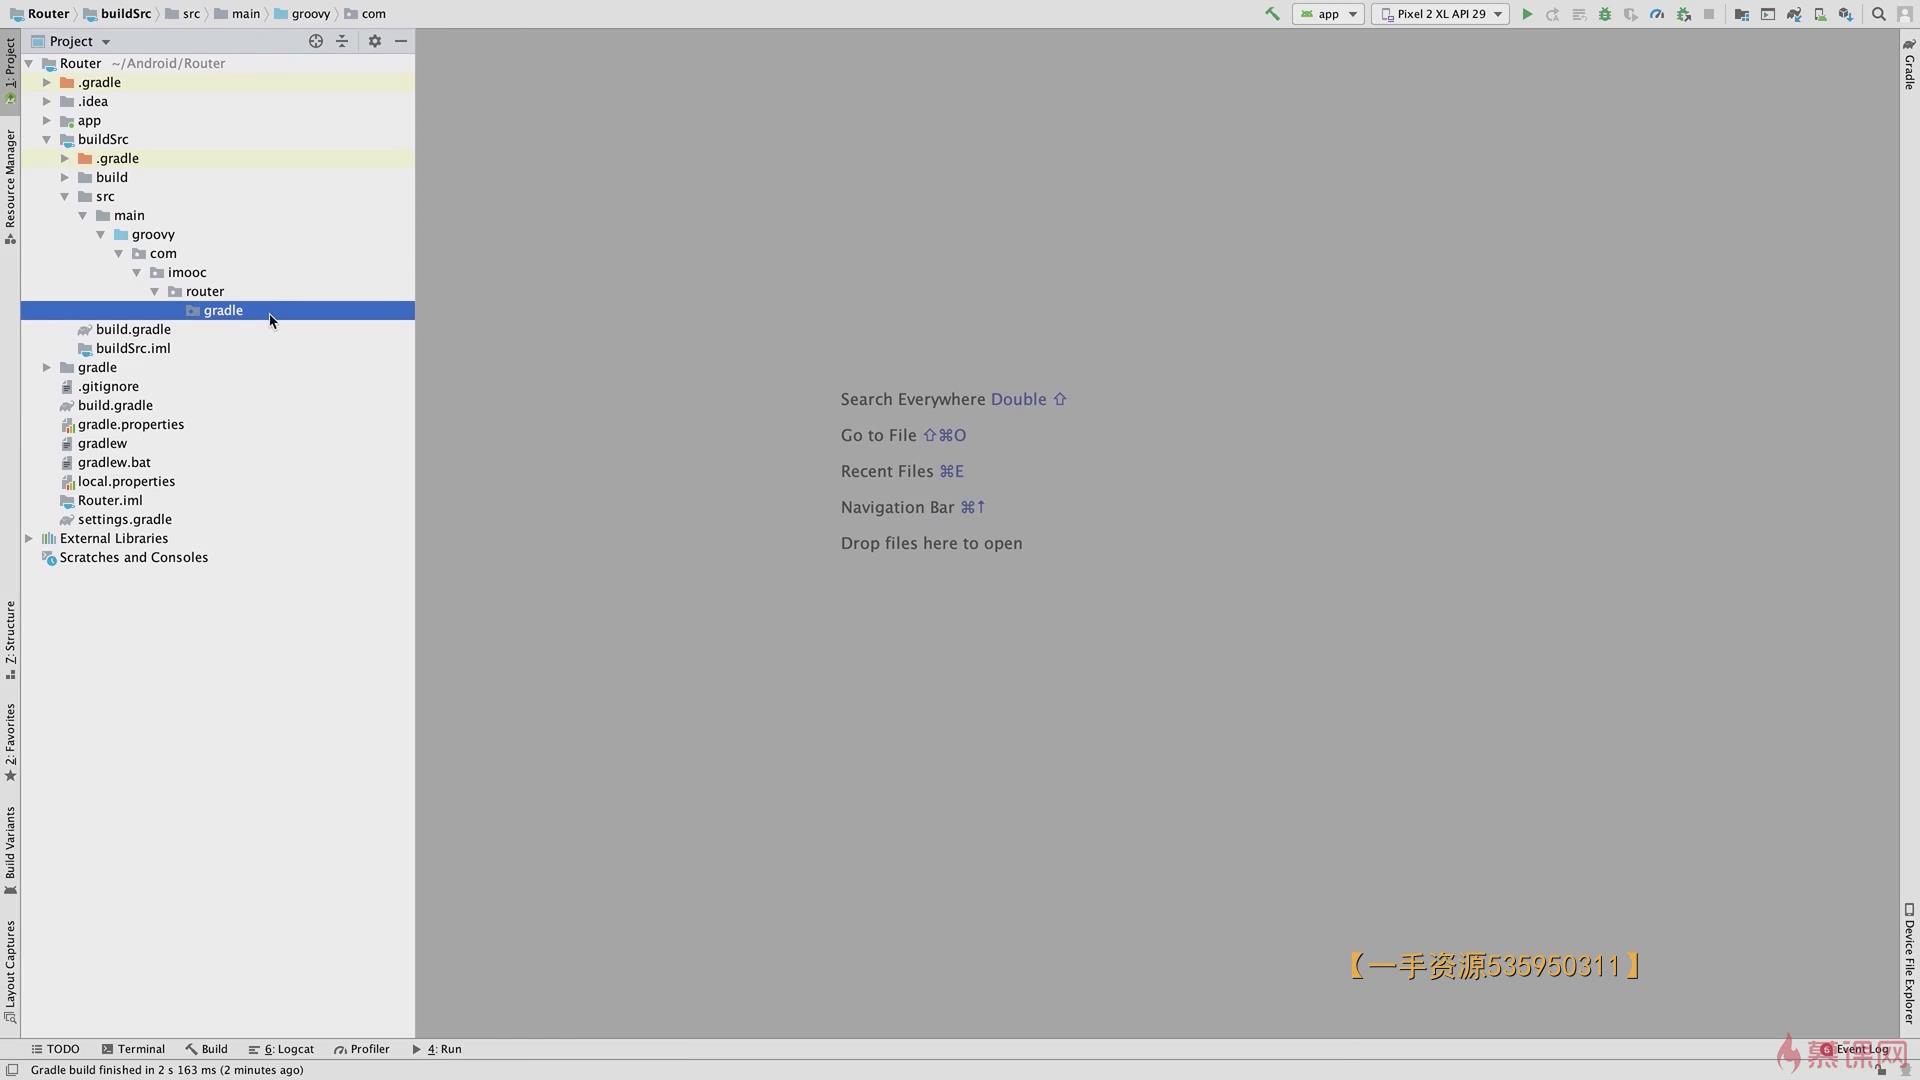 Router buildSrc src main groovy com
app
Pixel 2 XL API 29
Project
Router ~/Android/Router
.gradle
.idea
app
buildSrc
.gradle
build
src
main
groovy
com
imooc
router
gradle
build.gradle
buildSrc.iml
gradle
.gitignore
build.gradle
gradle.properties
gradlew
gradlew.bat
local.properties
Router.iml
settings.gradle
External Libraries
Scratches and Consoles
1: Project
Resource Manager
7: Structure
2: Favorites
Build Variants
Layout Captures
Search Everywhere Double ⇧
Go to File ⇧⌘O
Recent Files ⌘E
Navigation Bar ⌘↑
Drop files here to open
Gradle
Device File Explorer
【一手资源535950311】
TODO Terminal Build 6: Logcat Profiler 4: Run
6 Event Log
慕课网
Gradle build finished in 2 s 163 ms (2 minutes ago)